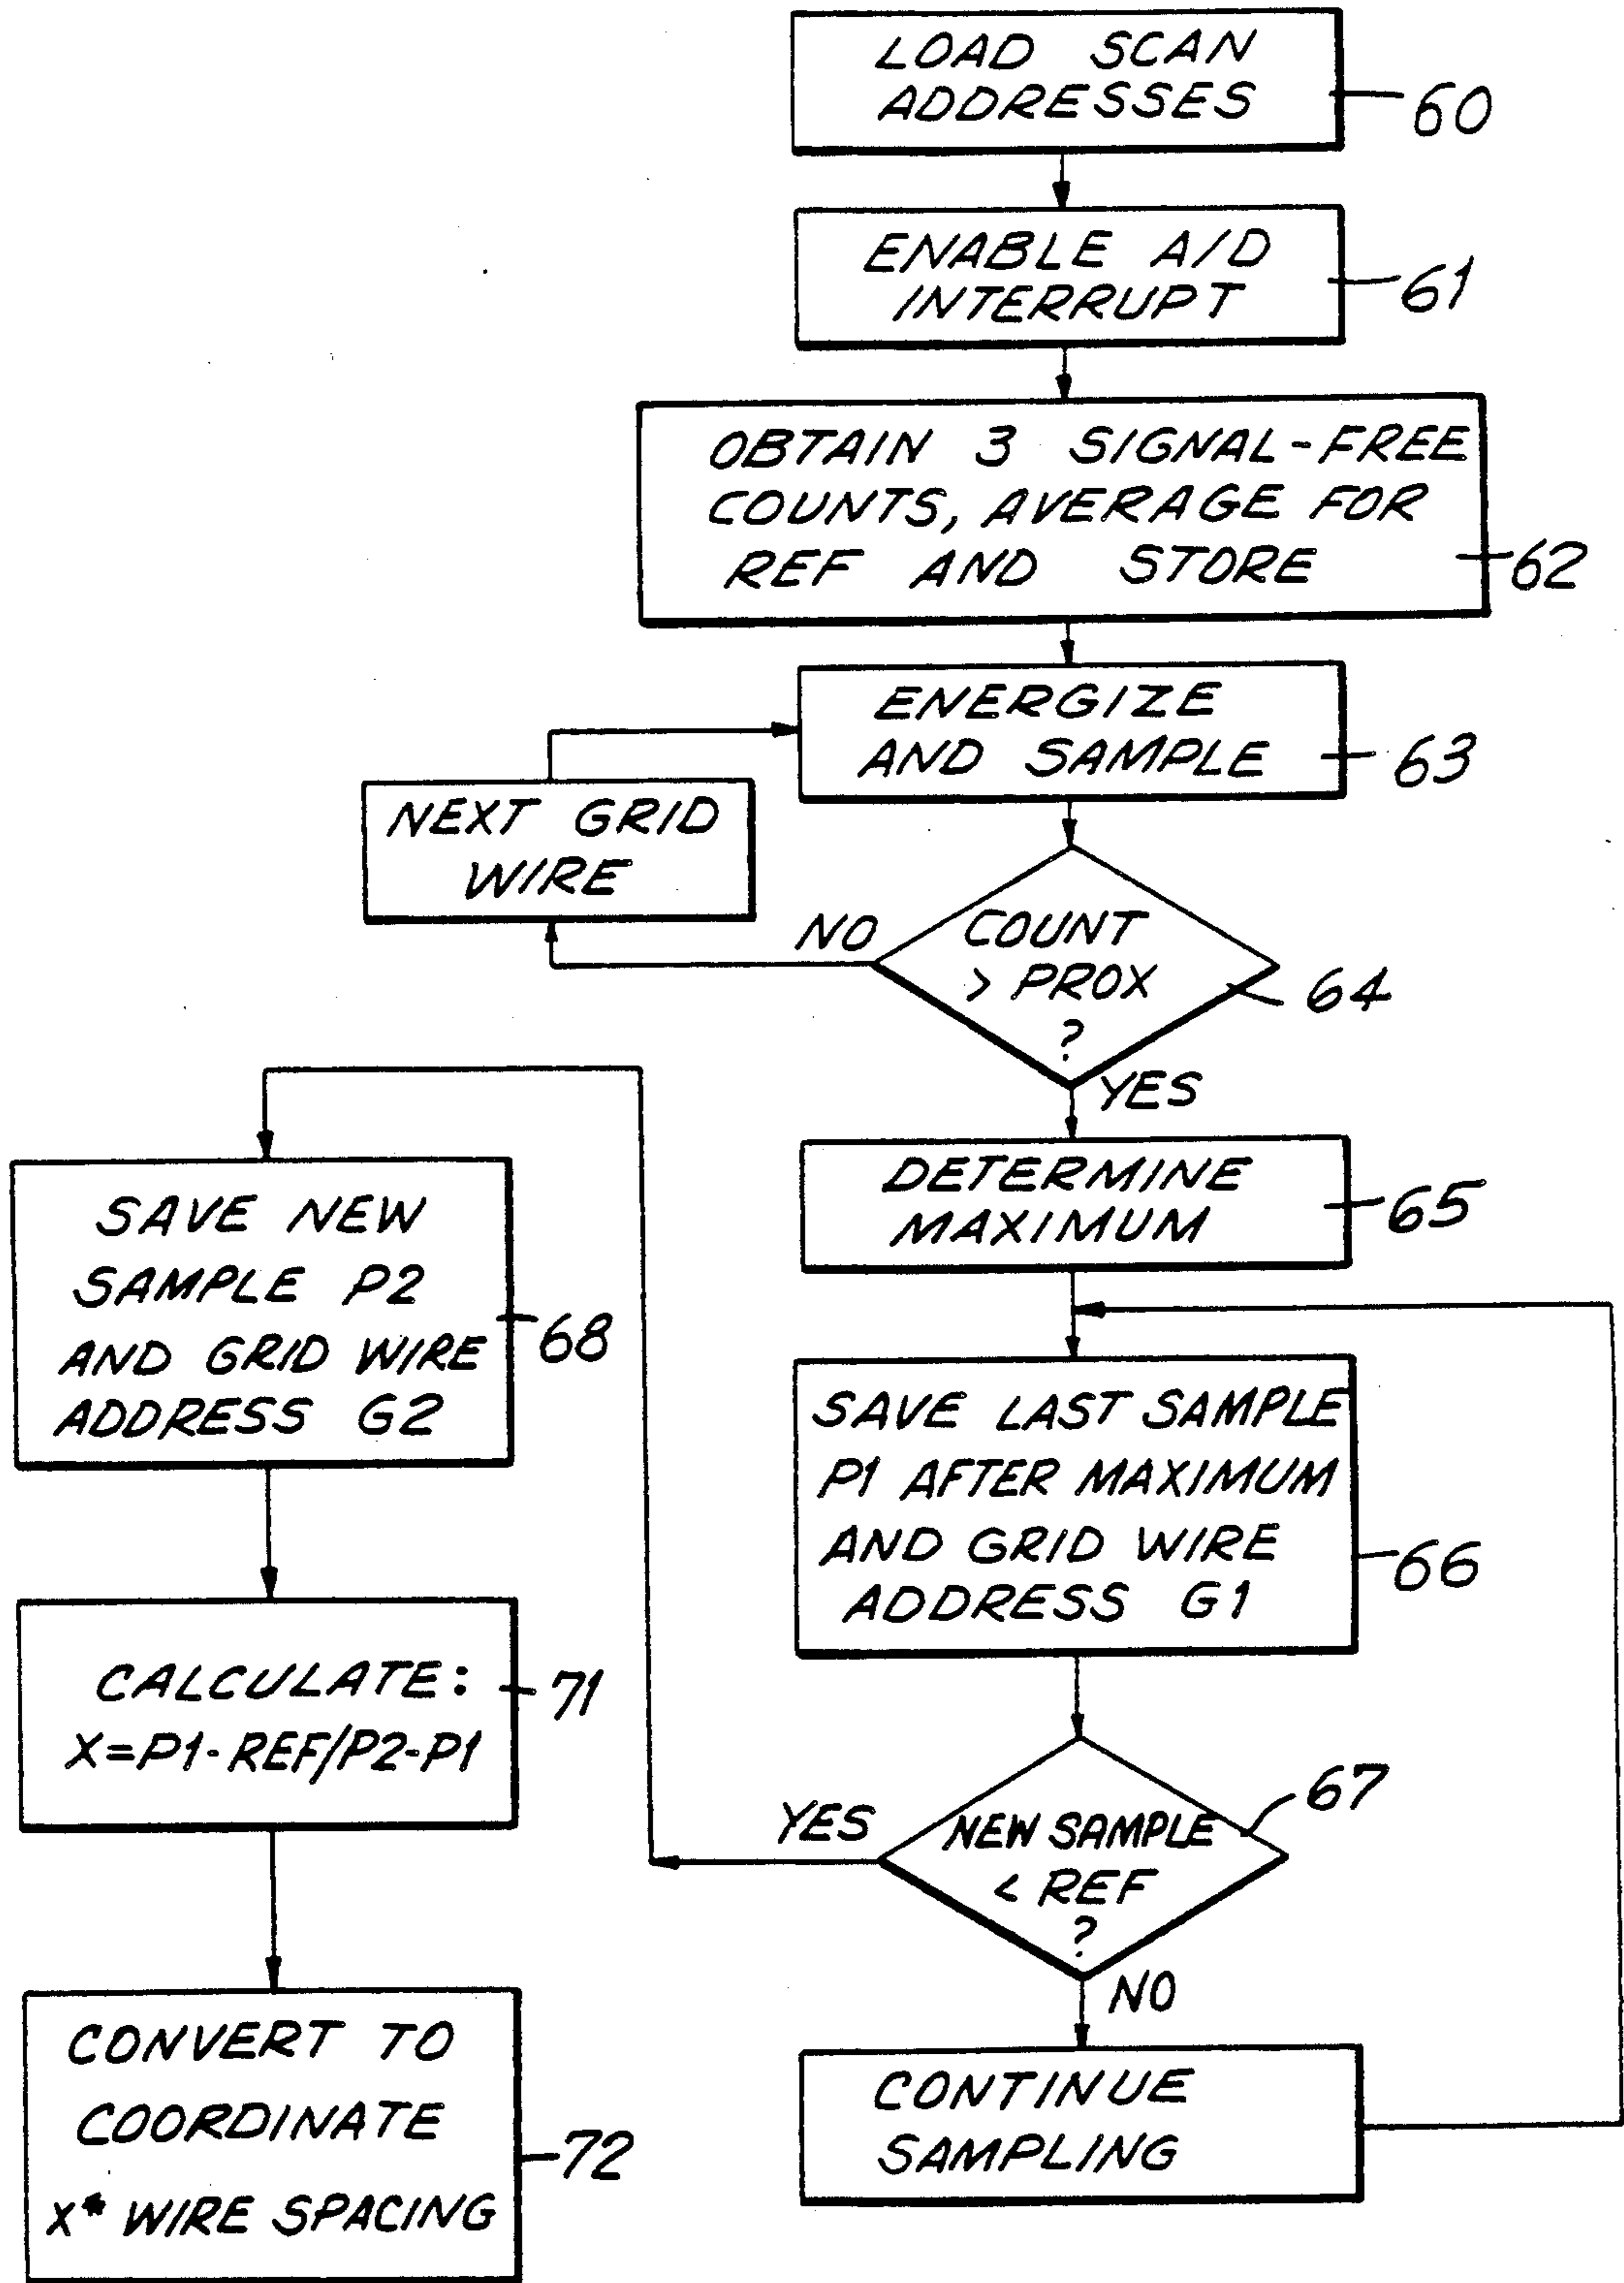 LOAD SCAN
ADDRESSES
60
ENABLE A/D
INTERRUPT
61
OBTAIN 3 SIGNAL-FREE
COUNTS, AVERAGE FOR
REF AND STORE
62
ENERGIZE
AND SAMPLE
63
NEXT GRID
WIRE
NO
COUNT
> PROX
?
64
YES
DETERMINE
MAXIMUM
65
SAVE LAST SAMPLE
P1 AFTER MAXIMUM
AND GRID WIRE
ADDRESS G1
66
NEW SAMPLE
< REF
?
67
YES
NO
CONTINUE
SAMPLING
SAVE NEW
SAMPLE P2
AND GRID WIRE
ADDRESS G2
68
CALCULATE:
X=P1-REF/P2-P1
71
CONVERT TO
COORDINATE
X* WIRE SPACING
72